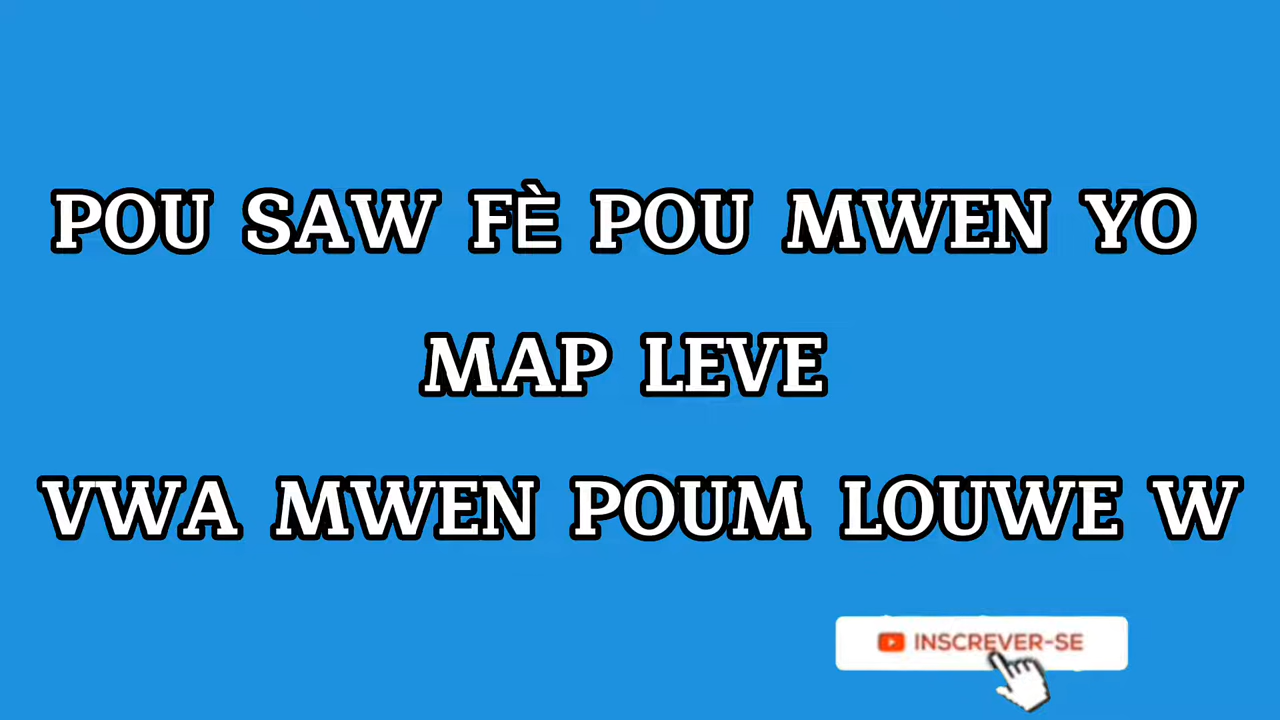 POU SAW FÈ POU MWEN YO
MAP LEVE
VWA MWEN POUM LOUWE W
INSCREVER-SE